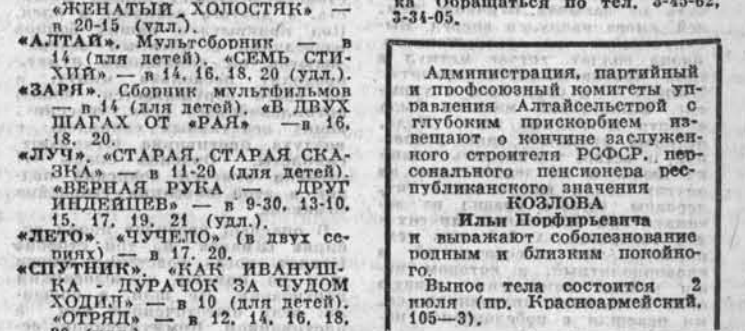 «ЖЕНАТЫЙ ХОЛОСТЯК» —
в 20-15 (удл.).
«АЛТАЙ». Мультсборник — в
14 (для детей). «СЕМЬ СТИ-
ХИЙ» — в 14, 16, 18, 20 (удл.).
«ЗАРЯ». Сборник мультфильмов
— в 14 (для детей). «В ДВУХ
ШАГАХ ОТ «РАЯ» — в 16,
18, 20.
«ЛУЧ». «СТАРАЯ, СТАРАЯ СКА-
ЗКА» — в 11-20 (для детей).
«ВЕРНАЯ РУКА — ДРУГ
ИНДЕЙЦЕВ» — в 9-30, 13-10,
15, 17, 19, 21 (удл.).
«ЛЕТО». «ЧУЧЕЛО» (в двух се-
риях) — в 17, 20.
«СПУТНИК». «КАК ИВАНУШ-
КА - ДУРАЧОК ЗА ЧУДОМ
ХОДИЛ» — в 10 (для детей).
«ОТРЯД» — в 12, 14, 16, 18,
ка Обращаться по тел. 3-45-62,
3-34-05.
Администрация, партийный
и профсоюзный комитеты уп-
равления Алтайсельстрой с
глубоким прискорбием из-
вещают о кончине заслужен-
ного строителя РСФСР, пер-
сонального пенсионера рес-
публиканского значения
КОЗЛОВА
Ильи Порфирьевича
и выражают соболезнование
родным и близким покойно-
го.
Вынос тела состоится 2
июля (пр. Красноармейский,
105—3).